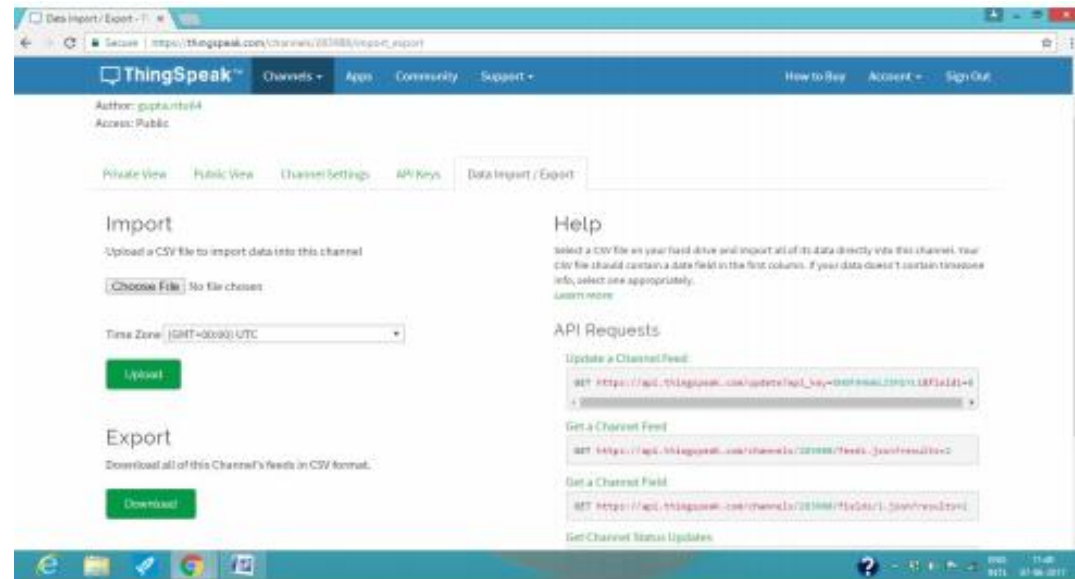 Data Import / Export - T
Secure | https://thingspeak.com/channels/import_export
ThingSpeak™ Channels Apps Community Support How to Buy Account Sign Out
Author:
Access: Public
Private View Public View Channel Settings API Keys Data Import / Export
Import
Upload a CSV file to import data into this channel
Choose File No file chosen
Time Zone (GMT+00:00) UTC
Upload
Export
Download all of this Channel's feeds in CSV format.
Download
Help
Select a CSV file on your hard drive and import all of its data directly into this channel. Your
CSV file should contain a date field in the first column. If your data doesn't contain timezone
info, select one appropriately.
Learn more
API Requests
Update a Channel Feed
GET https://api.thingspeak.com/update?api_key=
Get a Channel Feed
GET https://api.thingspeak.com/channels/
Get a Channel Field
GET https://api.thingspeak.com/channels/
Get Channel Status Updates
ENG
INTL